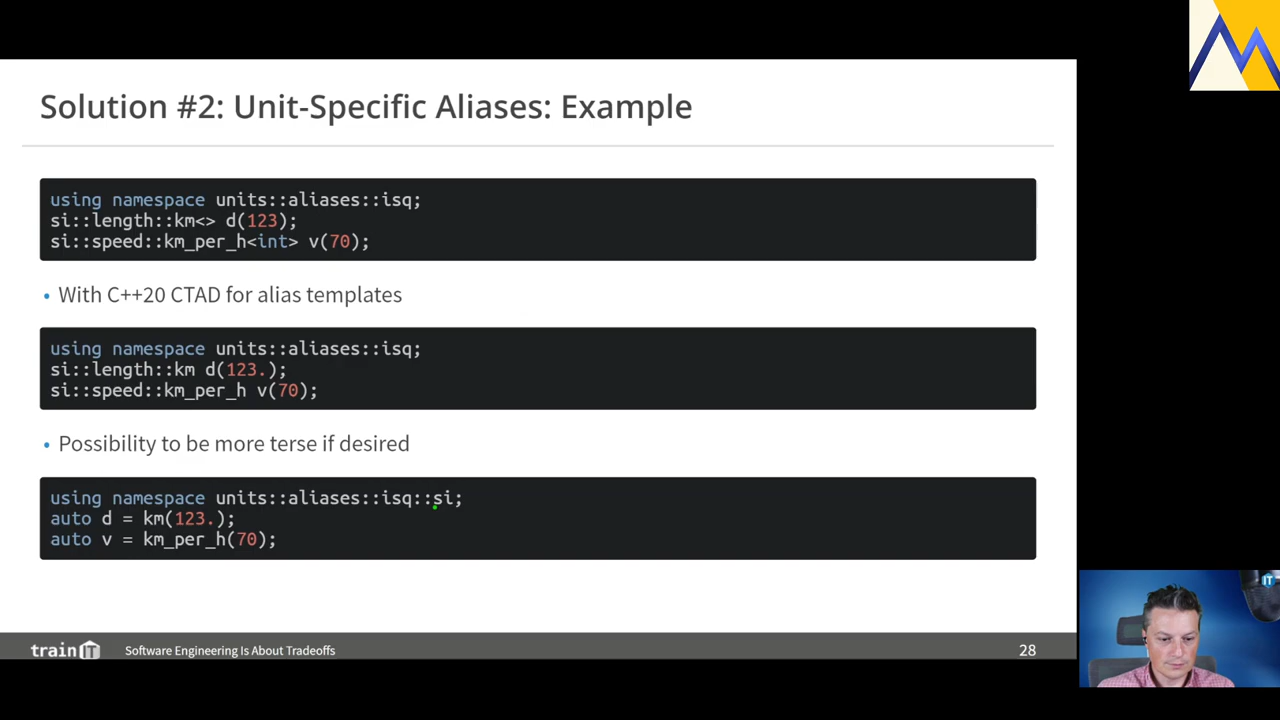 Solution #2: Unit-Specific Aliases: Example
using namespace units::aliases::isq;
si::length::km<> d(123);
si::speed::km_per_h<int> v(70);
• With C++20 CTAD for alias templates
using namespace units::aliases::isq;
si::length::km d(123.);
si::speed::km_per_h v(70);
• Possibility to be more terse if desired
using namespace units::aliases::isq::si;
auto d = km(123.);
auto v = km_per_h(70);
train IT
Software Engineering Is About Tradeoffs
28
IT